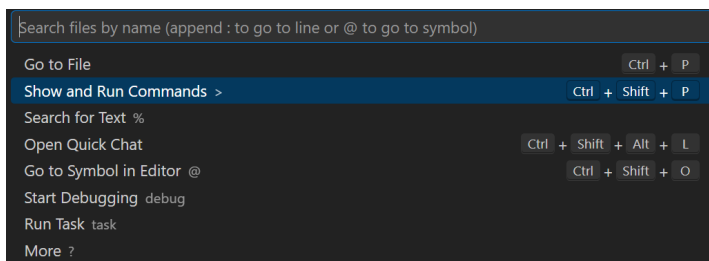 Search files by name (append : to go to line or @ to go to symbol)
Go to File Ctrl + P
Show and Run Commands > Ctrl + Shift + P
Search for Text %
Open Quick Chat Ctrl + Shift + Alt + L
Go to Symbol in Editor @ Ctrl + Shift + O
Start Debugging debug
Run Task task
More ?